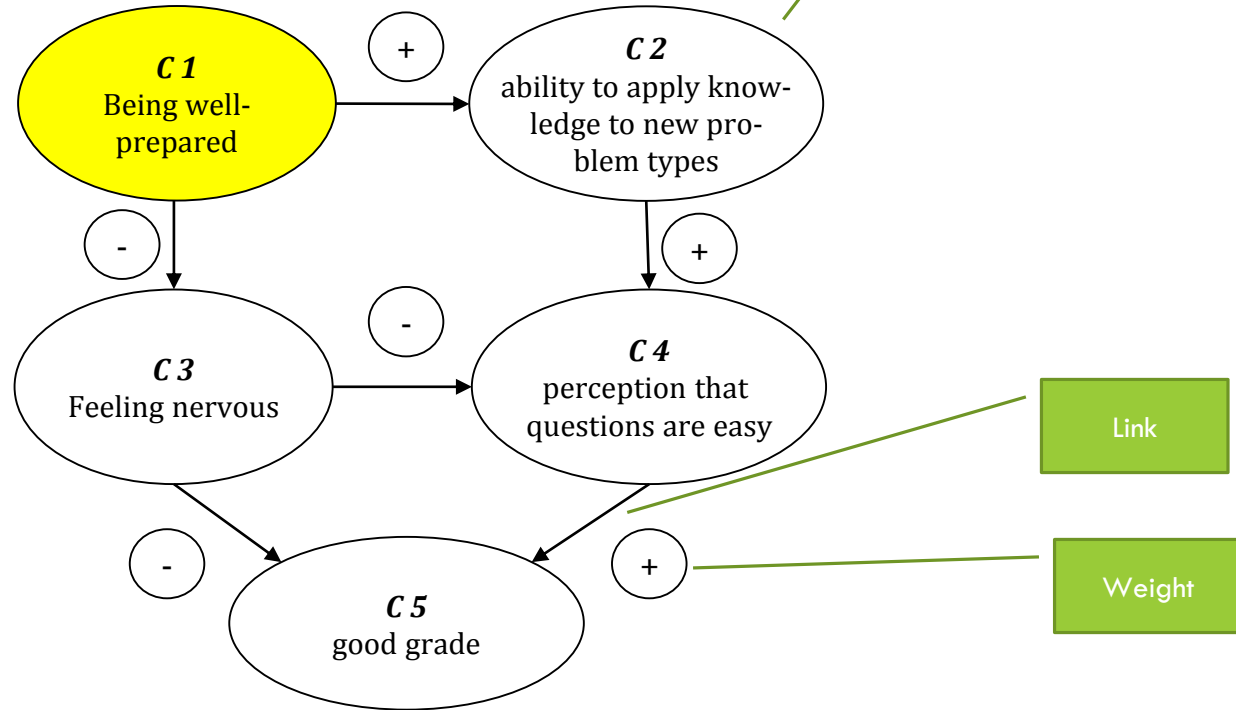 C 1
Being well-
prepared
+
C 2
ability to apply know-
ledge to new pro-
blem types
-
+
C 3
Feeling nervous
-
C 4
perception that
questions are easy
Link
-
+
Weight
C 5
good grade